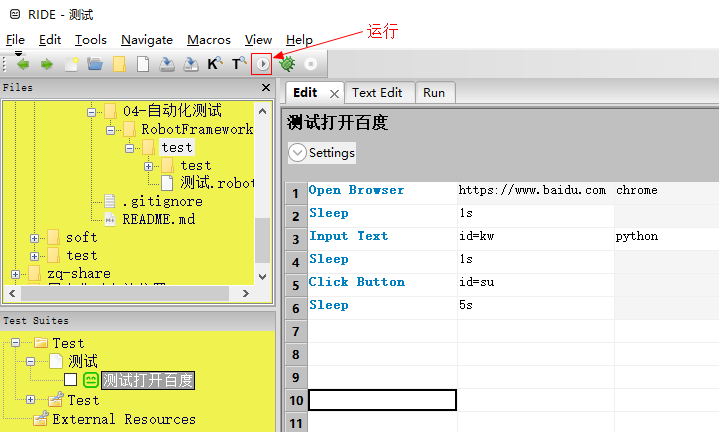 RIDE - 测试
File Edit Tools Navigate Macros View Help
运行
Files
04-自动化测试
RobotFramework
test
test
测试.robo
.gitignore
README.md
soft
test
zq-share
Test Suites
Test
测试
测试打开百度
Test
External Resources
Edit Text Edit Run
测试打开百度
Settings
1 Open Browser https://www.baidu.com chrome
2 Sleep 1s
3 Input Text id=kw python
4 Sleep 1s
5 Click Button id=su
6 Sleep 5s
7
8
9
10
11